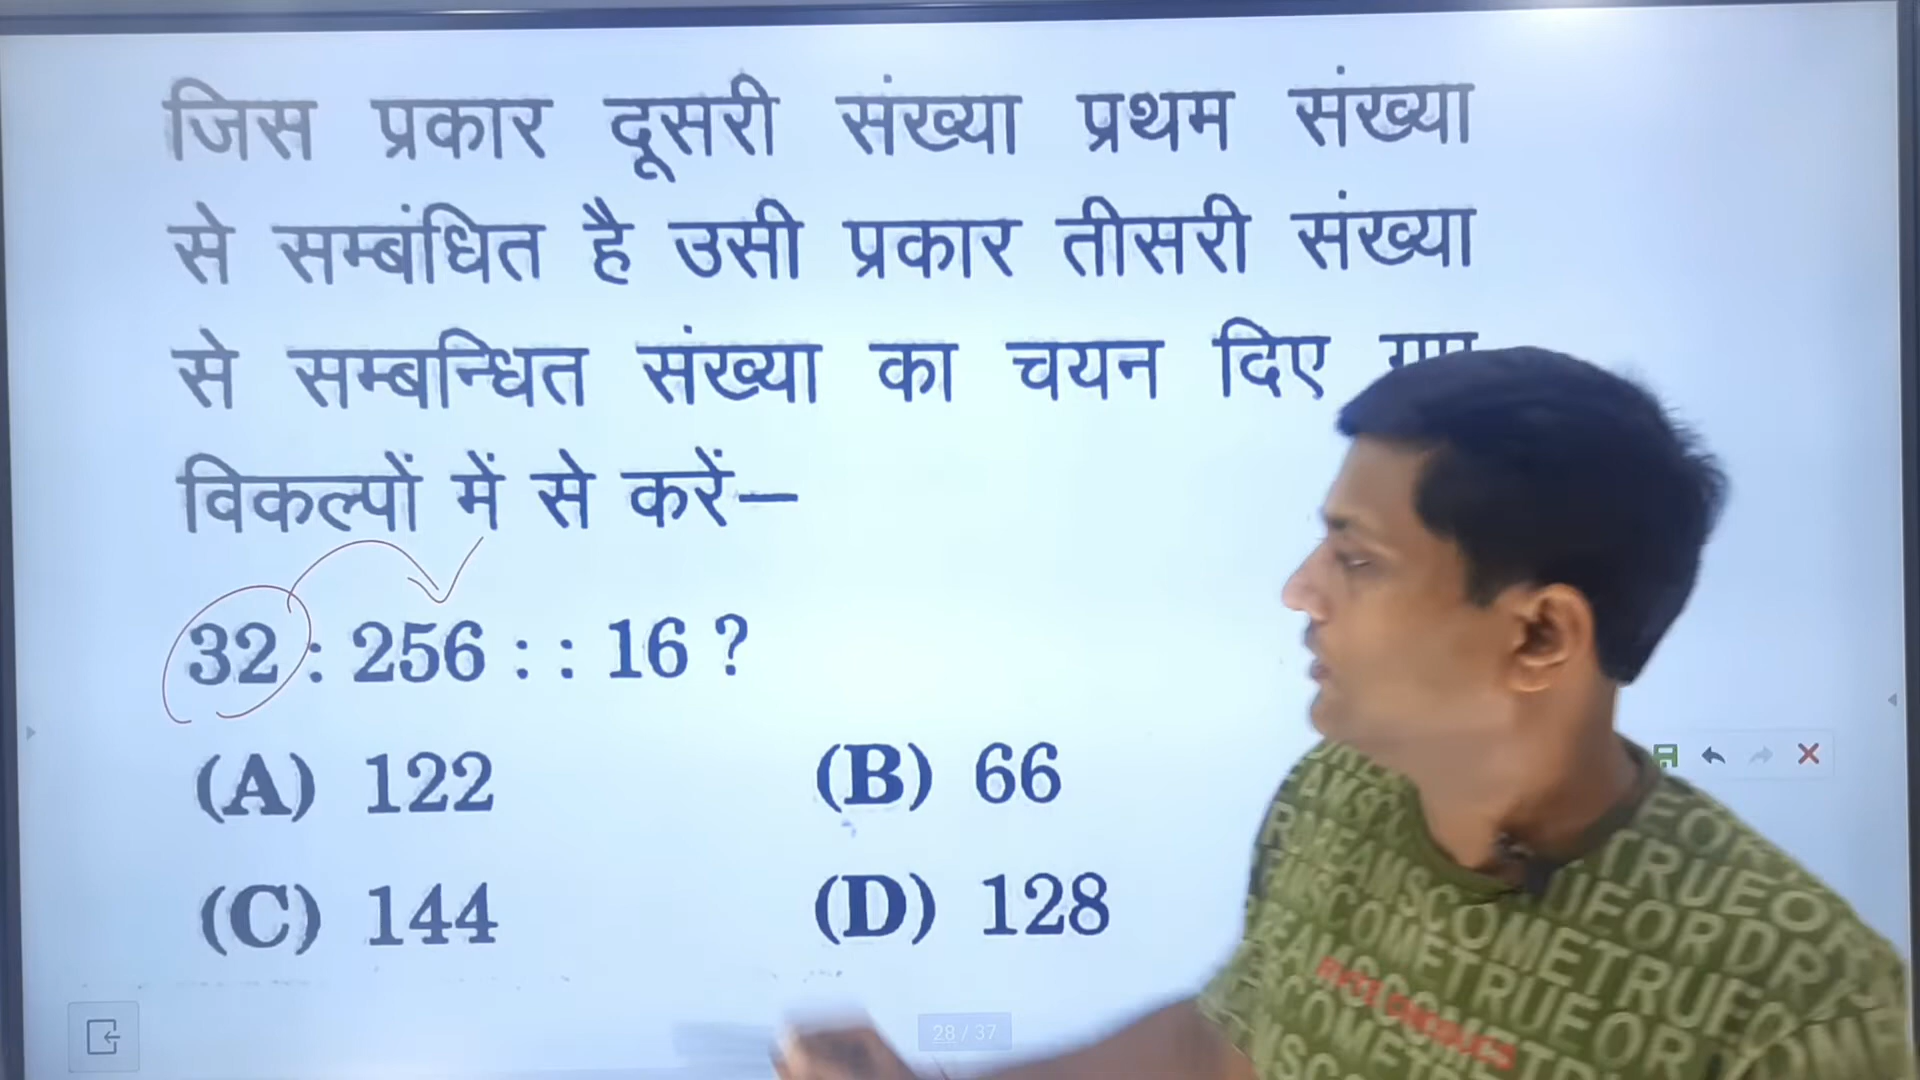 जिस प्रकार दूसरी संख्या प्रथम संख्या
से सम्बंधित है उसी प्रकार तीसरी संख्या
से सम्बन्धित संख्या का चयन दिए
विकल्पों में से करें–
32 : 256 : : 16 ?
(A) 122 (B) 66
(C) 144 (D) 128
28 / 37